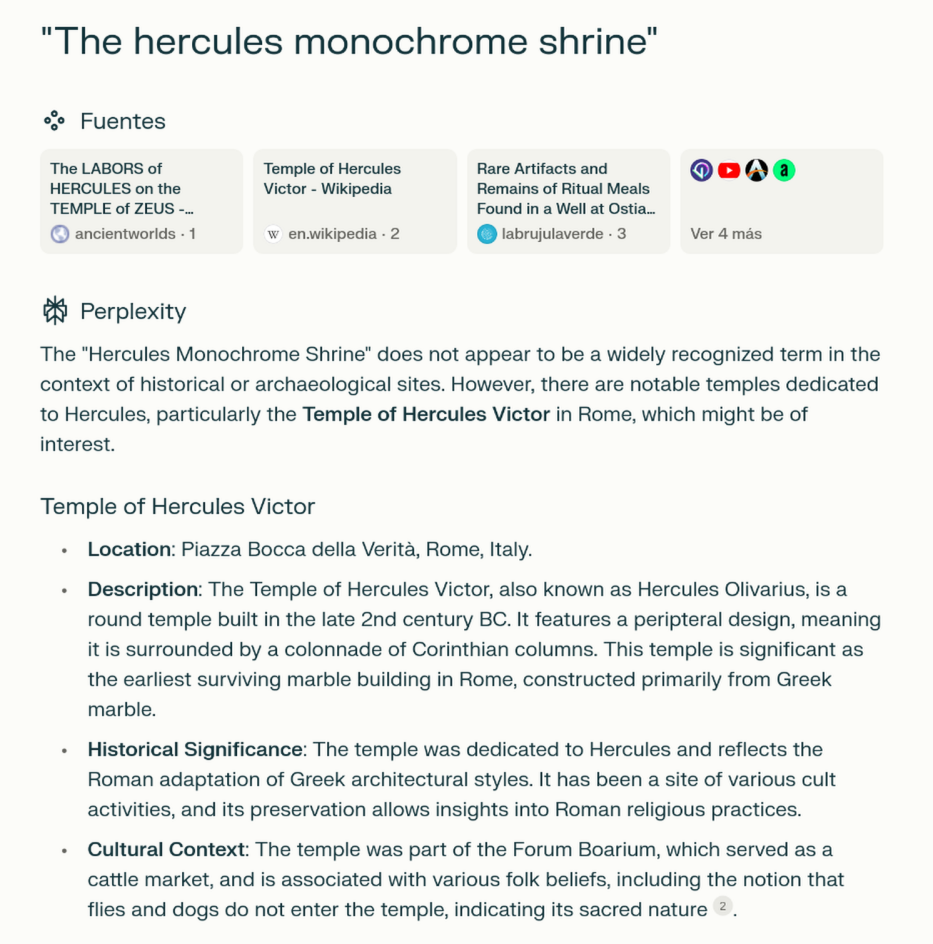 "The hercules monochrome shrine"
Fuentes
The LABORS of
HERCULES on the
TEMPLE of ZEUS -...
ancientworlds · 1
Temple of Hercules
Victor - Wikipedia
W en.wikipedia · 2
Rare Artifacts and
Remains of Ritual Meals
Found in a Well at Ostia...
labrujulaverde · 3
a
Ver 4 más
Perplexity
The "Hercules Monochrome Shrine" does not appear to be a widely recognized term in the
context of historical or archaeological sites. However, there are notable temples dedicated
to Hercules, particularly the Temple of Hercules Victor in Rome, which might be of
interest.
Temple of Hercules Victor
• Location: Piazza Bocca della Verità, Rome, Italy.
• Description: The Temple of Hercules Victor, also known as Hercules Olivarius, is a
round temple built in the late 2nd century BC. It features a peripteral design, meaning
it is surrounded by a colonnade of Corinthian columns. This temple is significant as
the earliest surviving marble building in Rome, constructed primarily from Greek
marble.
• Historical Significance: The temple was dedicated to Hercules and reflects the
Roman adaptation of Greek architectural styles. It has been a site of various cult
activities, and its preservation allows insights into Roman religious practices.
• Cultural Context: The temple was part of the Forum Boarium, which served as a
cattle market, and is associated with various folk beliefs, including the notion that
flies and dogs do not enter the temple, indicating its sacred nature 2.